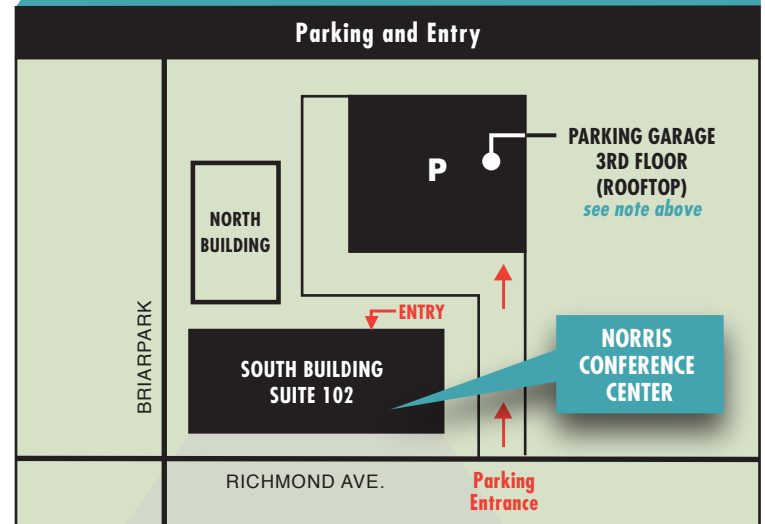 Parking and Entry
PARKING GARAGE
3RD FLOOR
(ROOFTOP)
see note above
P
NORTH
BUILDING
ENTRY
BRIARPARK
SOUTH BUILDING
SUITE 102
NORRIS
CONFERENCE
CENTER
RICHMOND AVE.
Parking
Entrance